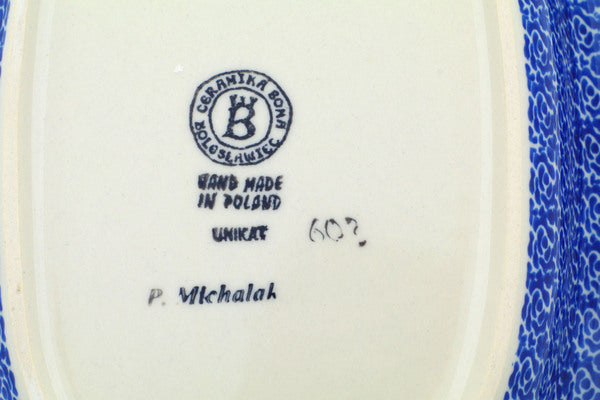 CERAMIKA BONA
BOLESŁAWIEC
B
HAND MADE
IN POLAND
UNIKAT
P. Michalak